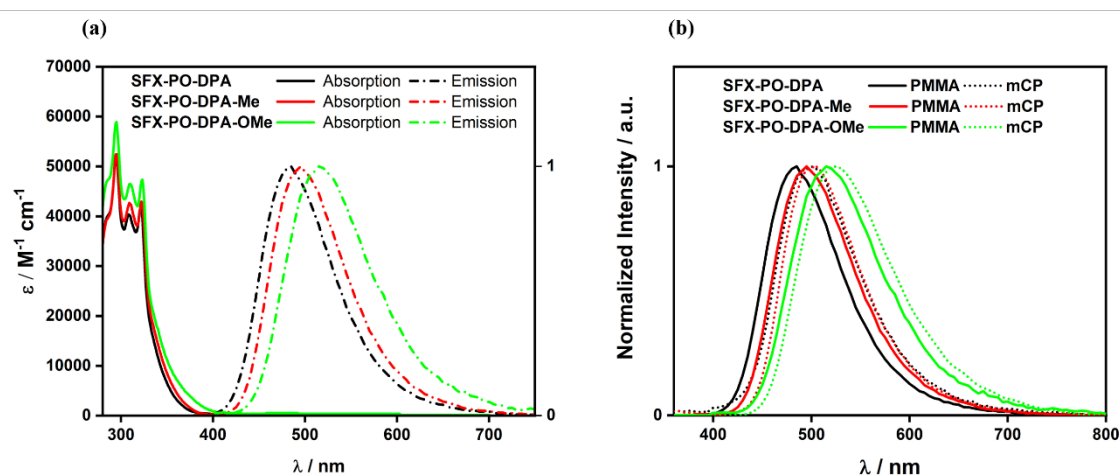 (a)
SFX-PO-DPA Absorption Emission
SFX-PO-DPA-Me Absorption Emission
SFX-PO-DPA-OMe Absorption Emission
70000
60000
50000
40000
30000
20000
10000
0
ε / M⁻¹ cm⁻¹
1
0
300 400 500 600 700
λ / nm
(b)
SFX-PO-DPA PMMA mCP
SFX-PO-DPA-Me PMMA mCP
SFX-PO-DPA-OMe PMMA mCP
1
0
Normalized Intensity / a.u.
400 500 600 700 800
λ / nm